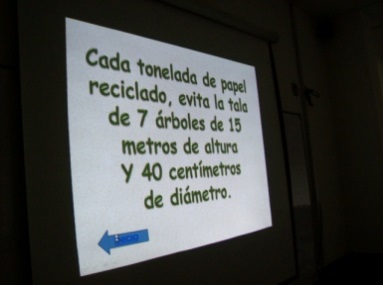 Cada tonelada de papel
reciclado, evita la tala
de 7 árboles de 15
metros de altura
Y 40 centímetros
de diámetro.